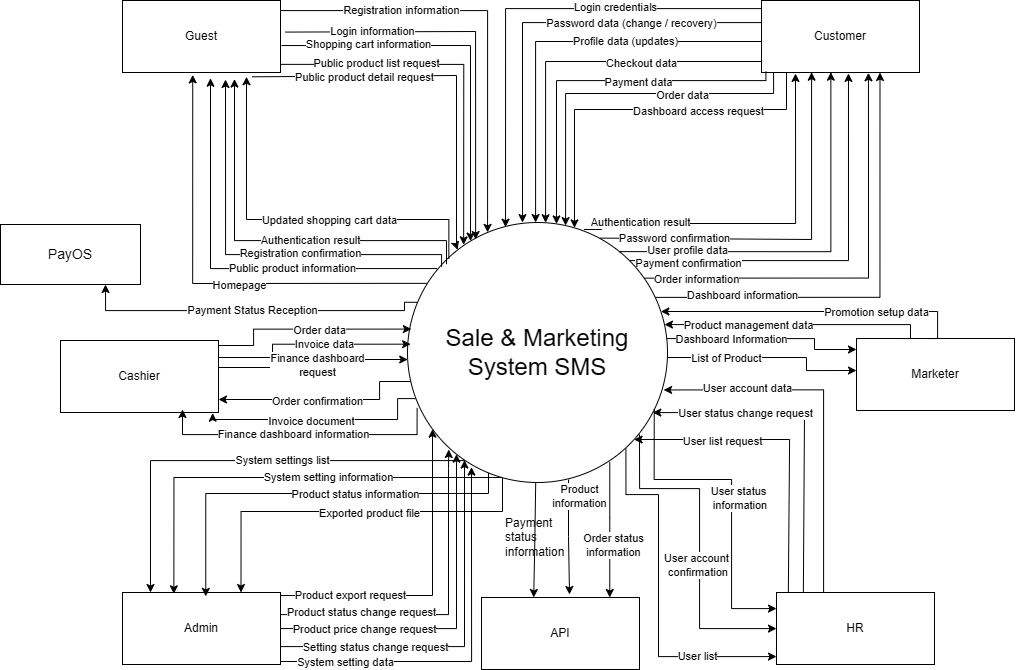 Guest
Registration information
Login information
Shopping cart information
Public product list request
Public product detail request
Login credentials
Password data (change / recovery)
Profile data (updates)
Checkout data
Payment data
Order data
Dashboard access request
Customer
Updated shopping cart data
Authentication result
Registration confirmation
Public product information
Homepage
Authentication result
Password confirmation
User profile data
Payment confirmation
Order information
Dashboard information
PayOS
Payment Status Reception
Sale & Marketing
System SMS
Promotion setup data
Product management data
Dashboard Information
List of Product
Marketer
Cashier
Order data
Invoice data
Finance dashboard
request
Order confirmation
Invoice document
Finance dashboard information
User account data
User status change request
User list request
System settings list
System setting information
Product status information
Exported product file
Payment
status
information
Product
information
Order status
information
User status
information
User account
confirmation
User list
Admin
Product export request
Product status change request
Product price change request
Setting status change request
System setting data
API
HR